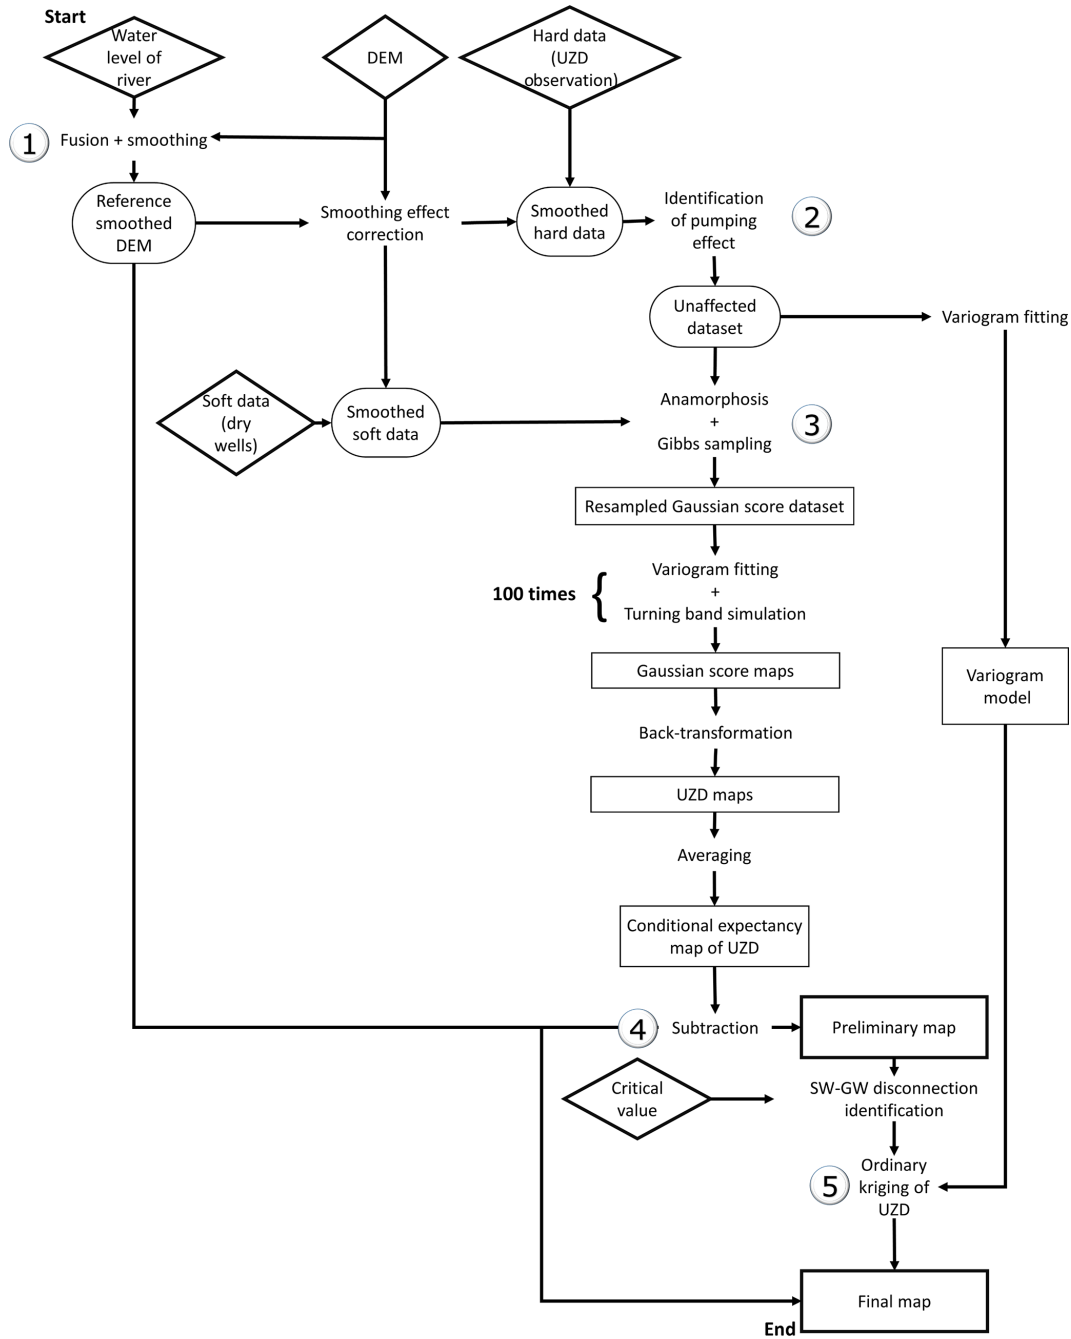 Start
Water
level of
river
DEM
Hard data
(UZD
observation)
1
Fusion + smoothing
Reference
smoothed
DEM
Smoothing effect
correction
Smoothed
hard data
Identification
of pumping
effect
2
Unaffected
dataset
Variogram fitting
Soft data
(dry
wells)
Smoothed
soft data
Anamorphosis
+
Gibbs sampling
3
Resampled Gaussian score dataset
100 times {
Variogram fitting
+
Turning band simulation
Gaussian score maps
Variogram
model
Back-transformation
UZD maps
Averaging
Conditional expectancy
map of UZD
4
Subtraction
Preliminary map
Critical
value
SW-GW disconnection
identification
5
Ordinary
kriging of
UZD
Final map
End